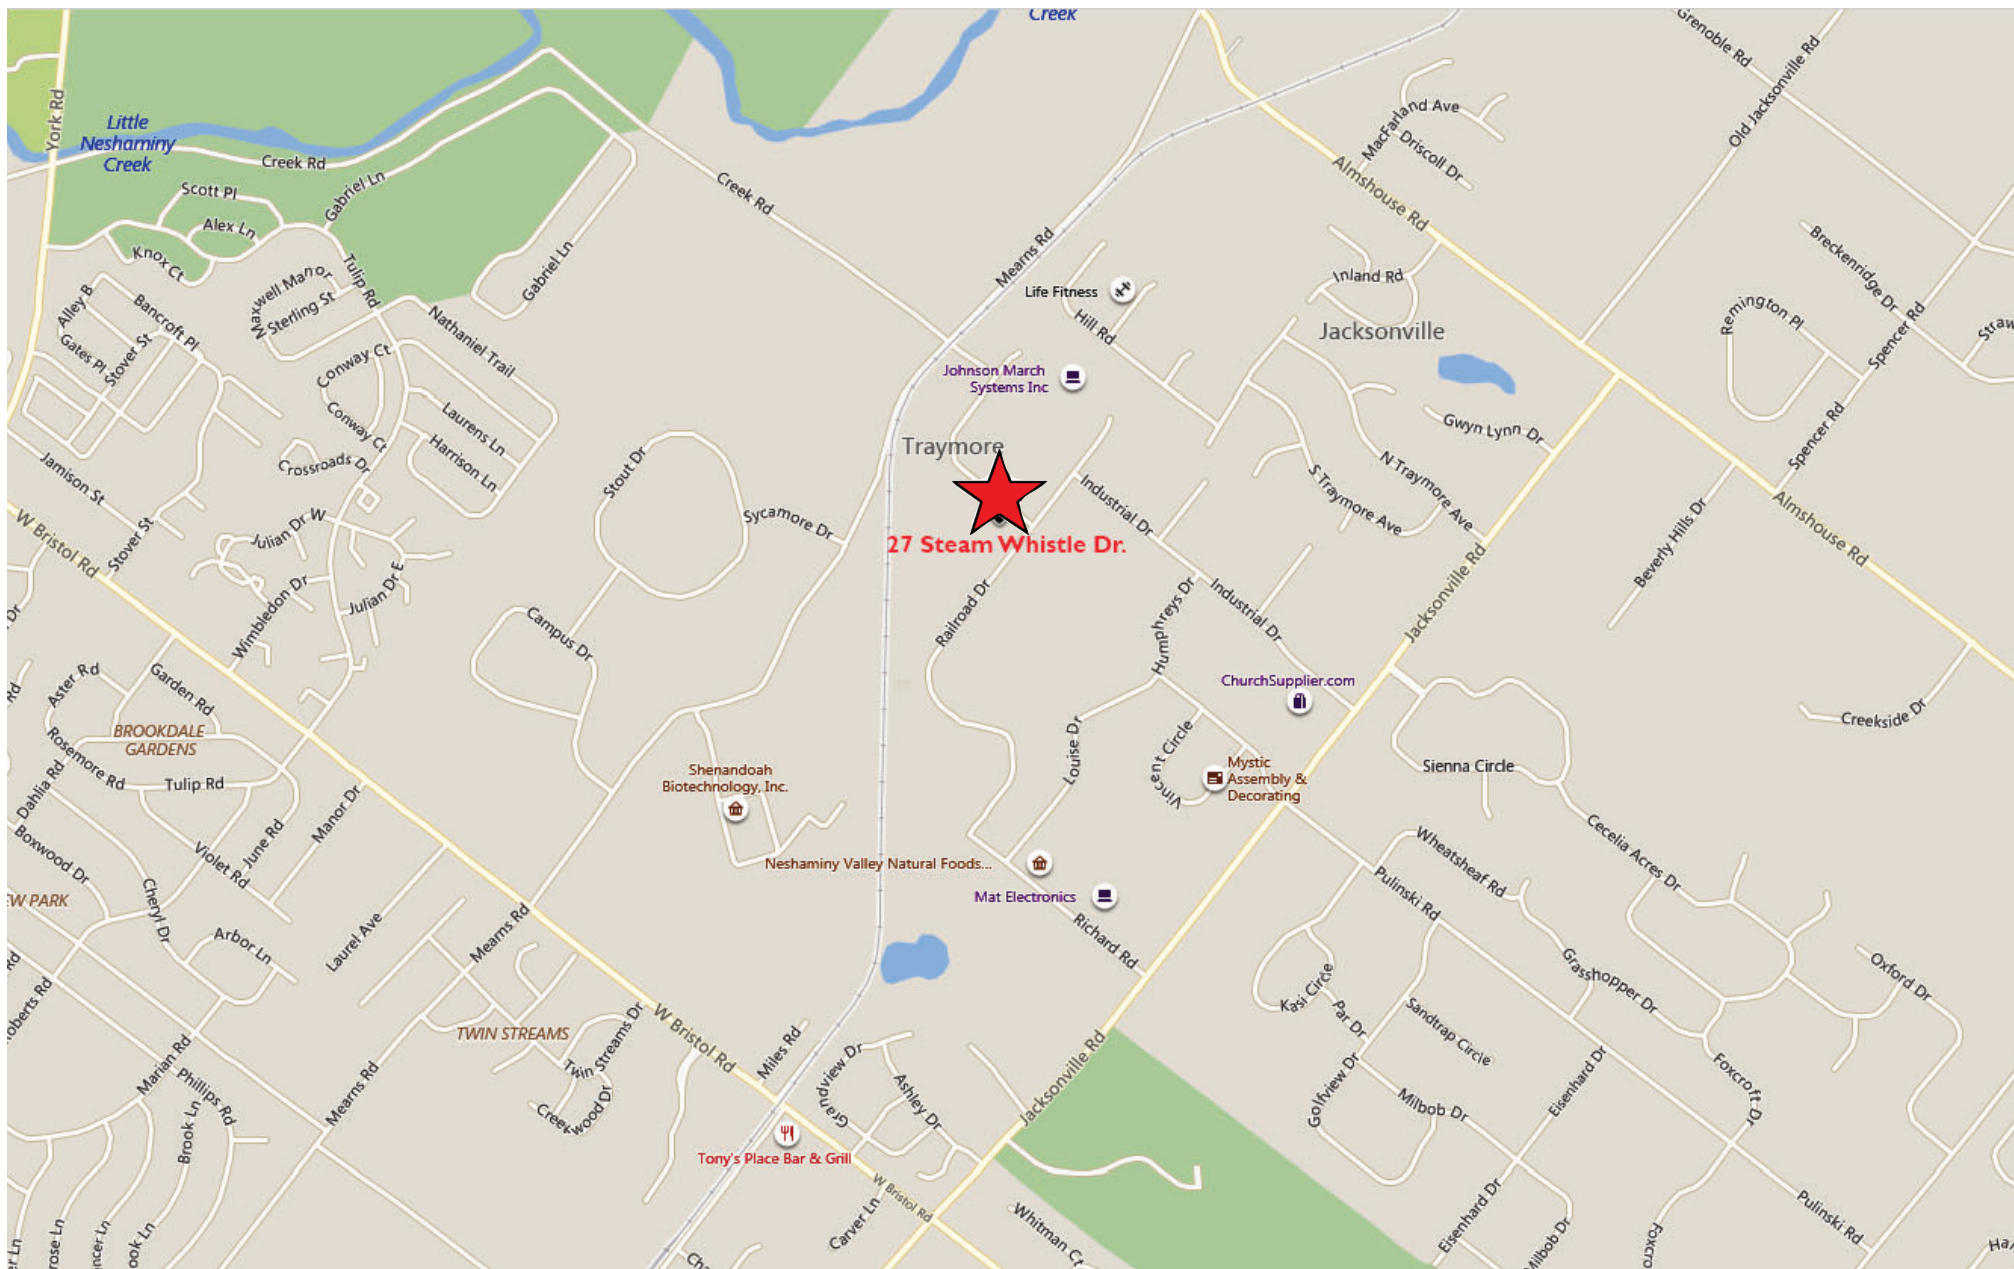 Creek
Grenoble Rd
Old Jacksonville Rd
York Rd
Little
Neshaminy
Creek
Creek Rd
Scott Pl
Gabriel Ln
Alex Ln
Knox Ct
Creek Rd
MacFarland Ave
Driscoll Dr
Almshouse Rd
Mearns Rd
Breckenridge Dr
Inland Rd
Life Fitness
Hill Rd
Jacksonville
Remington Pl
Spencer Rd
Tulip Rd
Maxwell Manor
Sterling St
Gabriel Ln
Alley B
Bancroft Pl
Gates Pl
Stover St
Nathaniel Trail
Conway Ct
Conway Ct
Laurens Ln
Harrison Ln
Crossroads Dr
Johnson March
Systems Inc
Traymore
Gwyn Lynn Dr
Spencer Rd
N Traymore Ave
S Traymore Ave
Stout Dr
Sycamore Dr
Industrial Dr
27 Steam Whistle Dr.
Jamison St
W Bristol Rd
Stover St
Julian Dr W
Julian Dr E
Wimbledon Dr
Almshouse Rd
Beverly Hills Dr
Jacksonville Rd
Campus Dr
Railroad Dr
Humphreys Dr
Industrial Dr
ChurchSupplier.com
Creekside Dr
Aster Rd
Garden Rd
BROOKDALE
GARDENS
Rosemore Rd
Tulip Rd
Dahlia Rd
Boxwood Dr
Violet Rd
June Rd
Manor Dr
Shenandoah
Biotechnology, Inc.
Louise Dr
Vincent Circle
Mystic
Assembly &
Decorating
Sienna Circle
Neshaminy Valley Natural Foods...
Mat Electronics
Richard Rd
Wheatsheaf Rd
Cecelia Acres Dr
Pulinski Rd
EW PARK
Cheryl Dr
Arbor Ln
Laurel Ave
Mearns Rd
Grasshopper Dr
Oxford Dr
Kasi Circle
Par Dr
Sandtrap Circle
TWIN STREAMS
Twin Streams Dr
W Bristol Rd
Miles Rd
Grandview Dr
Ashley Dr
Jacksonville Rd
Golfview Dr
Milbob Dr
Eisenhard Dr
Foxcroft Dr
Marian Rd
Phillips Rd
Brook Ln
Mearns Rd
Tony's Place Bar & Grill
W Bristol Rd
Carver Ln
Whitman Ct
Eisenhard Dr
Milbob Dr
Pulinski Rd